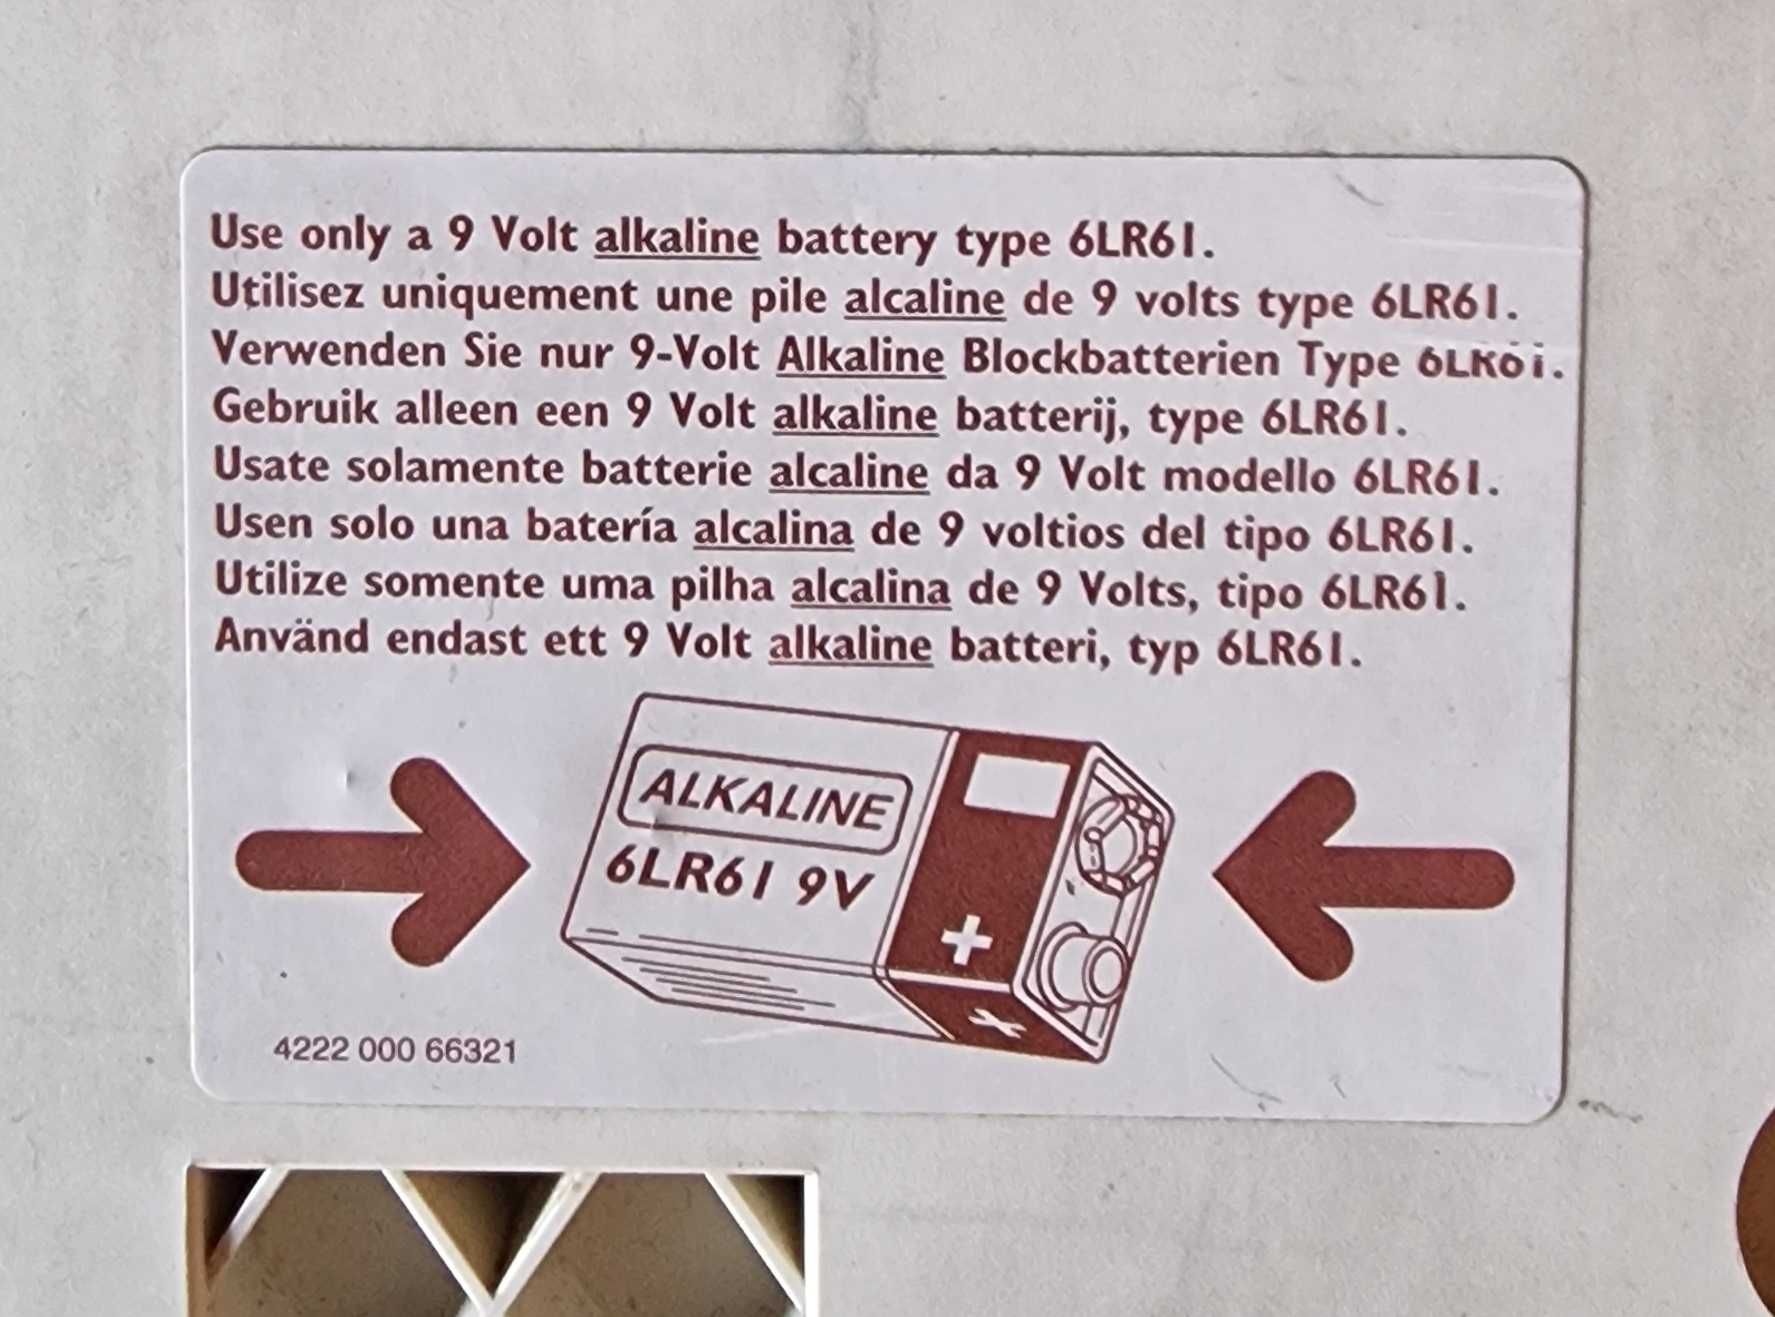 Use only a 9 Volt alkaline battery type 6LR61.
Utilisez uniquement une pile alcaline de 9 volts type 6LR61.
Verwenden Sie nur 9-Volt Alkaline Blockbatterien Type 6LR61.
Gebruik alleen een 9 Volt alkaline batterij, type 6LR61.
Usate solamente batterie alcaline da 9 Volt modello 6LR61.
Usen solo una batería alcalina de 9 voltios del tipo 6LR61.
Utilize somente uma pilha alcalina de 9 Volts, tipo 6LR61.
Använd endast ett 9 Volt alkaline batteri, typ 6LR61.
ALKALINE
6LR61 9V
+
+
4222 000 66321